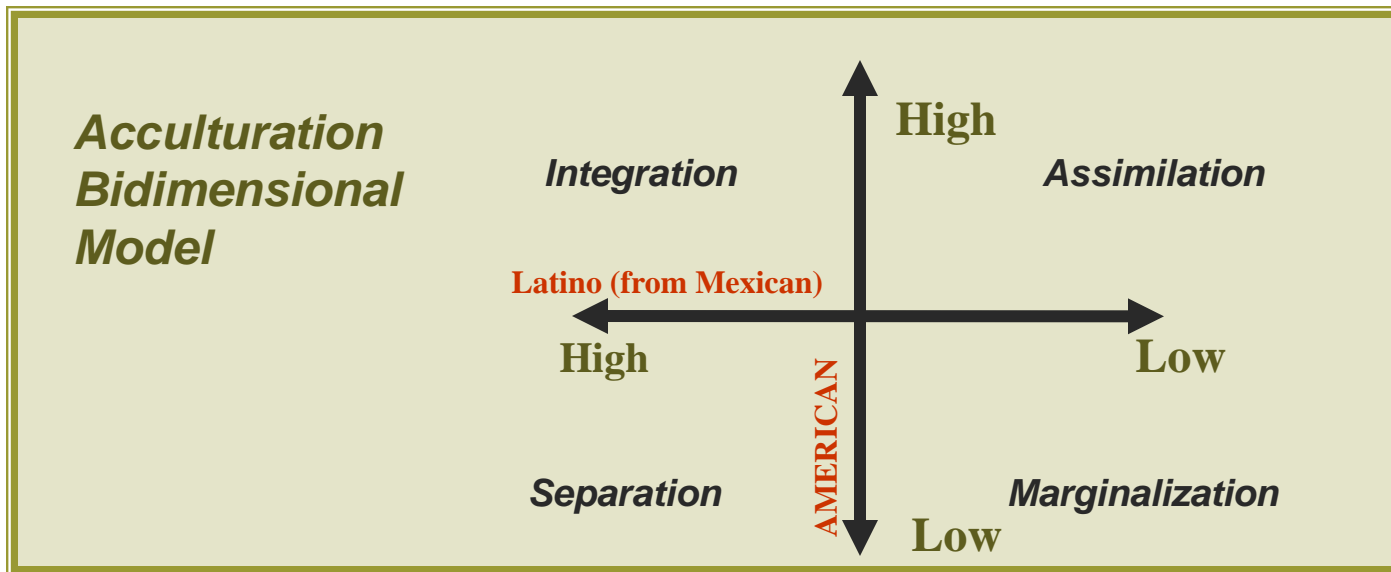 Acculturation
Bidimensional
Model
High
Integration
Assimilation
Latino (from Mexican)
High
Low
AMERICAN
Separation
Marginalization
Low